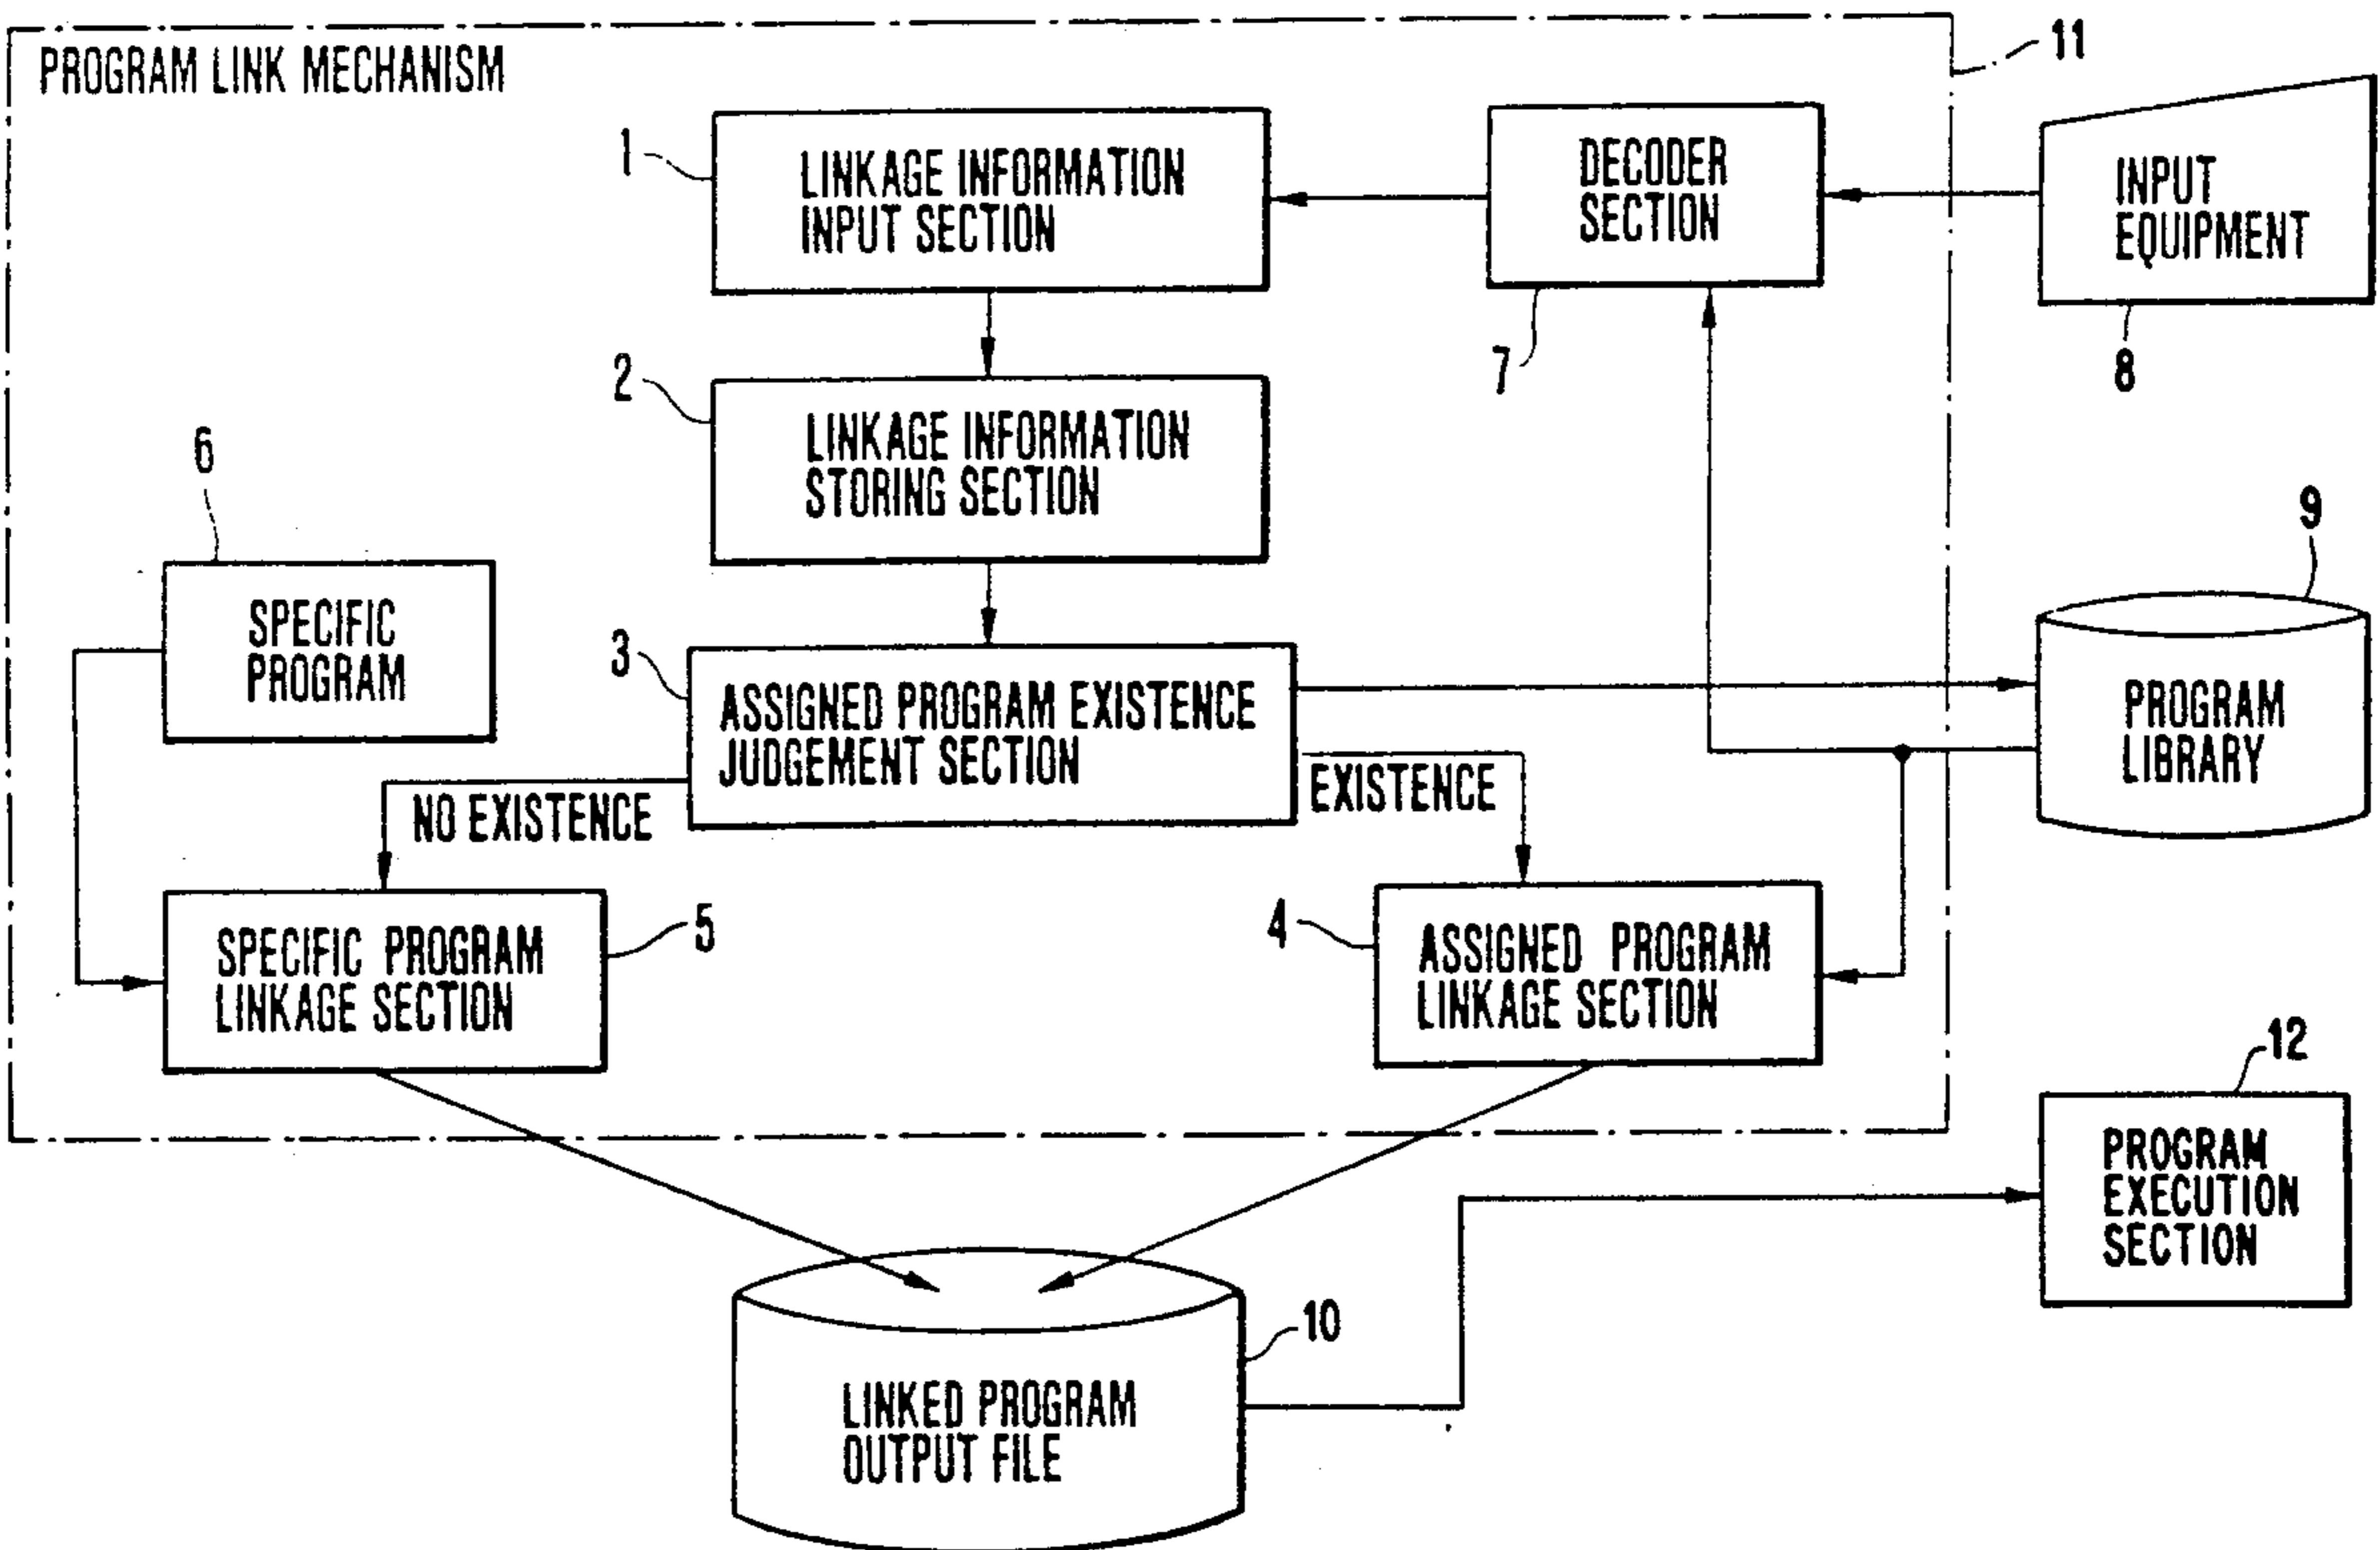 PROGRAM LINK MECHANISM
11
1
LINKAGE INFORMATION
INPUT SECTION
DECODER
SECTION
7
INPUT
EQUIPMENT
8
2
LINKAGE INFORMATION
STORING SECTION
6
SPECIFIC
PROGRAM
9
PROGRAM
LIBRARY
3
ASSIGNED PROGRAM EXISTENCE
JUDGEMENT SECTION
NO EXISTENCE
EXISTENCE
SPECIFIC PROGRAM
LINKAGE SECTION
5
4
ASSIGNED PROGRAM
LINKAGE SECTION
12
PROGRAM
EXECUTION
SECTION
10
LINKED PROGRAM
OUTPUT FILE